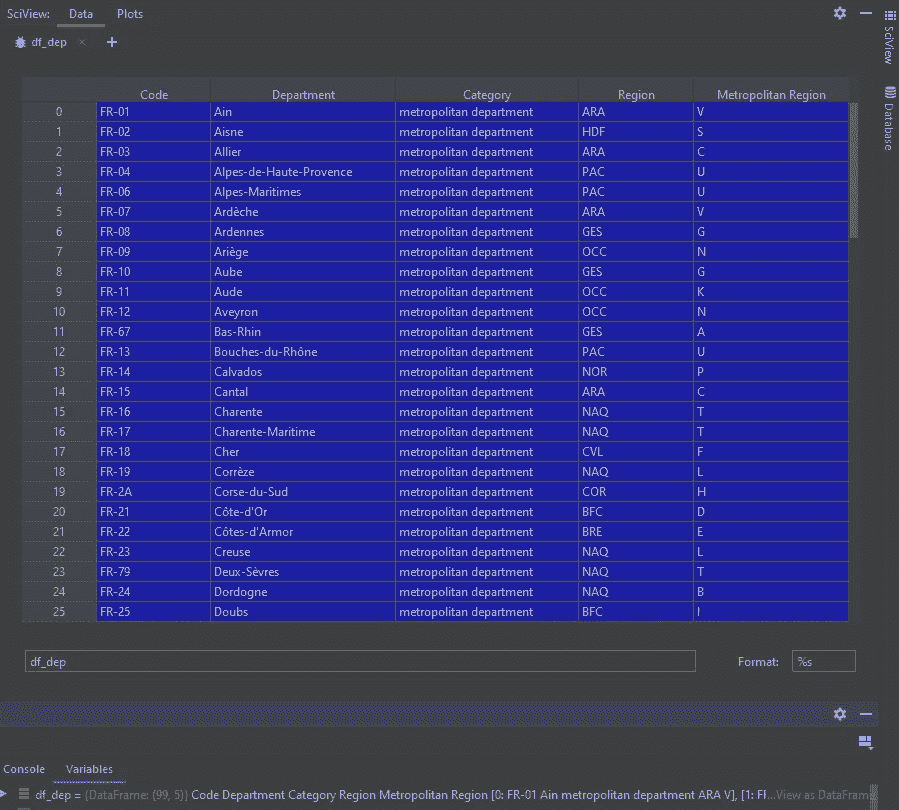 SciView: Data Plots
df_dep × +
SciView
Database
Code Department Category Region Metropolitan Region
0 FR-01 Ain metropolitan department ARA V
1 FR-02 Aisne metropolitan department HDF S
2 FR-03 Allier metropolitan department ARA C
3 FR-04 Alpes-de-Haute-Provence metropolitan department PAC U
4 FR-06 Alpes-Maritimes metropolitan department PAC U
5 FR-07 Ardèche metropolitan department ARA V
6 FR-08 Ardennes metropolitan department GES G
7 FR-09 Ariège metropolitan department OCC N
8 FR-10 Aube metropolitan department GES G
9 FR-11 Aude metropolitan department OCC K
10 FR-12 Aveyron metropolitan department OCC N
11 FR-67 Bas-Rhin metropolitan department GES A
12 FR-13 Bouches-du-Rhône metropolitan department PAC U
13 FR-14 Calvados metropolitan department NOR P
14 FR-15 Cantal metropolitan department ARA C
15 FR-16 Charente metropolitan department NAQ T
16 FR-17 Charente-Maritime metropolitan department NAQ T
17 FR-18 Cher metropolitan department CVL F
18 FR-19 Corrèze metropolitan department NAQ L
19 FR-2A Corse-du-Sud metropolitan department COR H
20 FR-21 Côte-d'Or metropolitan department BFC D
21 FR-22 Côtes-d'Armor metropolitan department BRE E
22 FR-23 Creuse metropolitan department NAQ L
23 FR-79 Deux-Sèvres metropolitan department NAQ T
24 FR-24 Dordogne metropolitan department NAQ B
25 FR-25 Doubs metropolitan department BFC I
df_dep Format: %s
Console Variables
df_dep = {DataFrame: (99, 5)} Code Department Category Region Metropolitan Region [0: FR-01 Ain metropolitan department ARA V], [1: FI...View as DataFrame